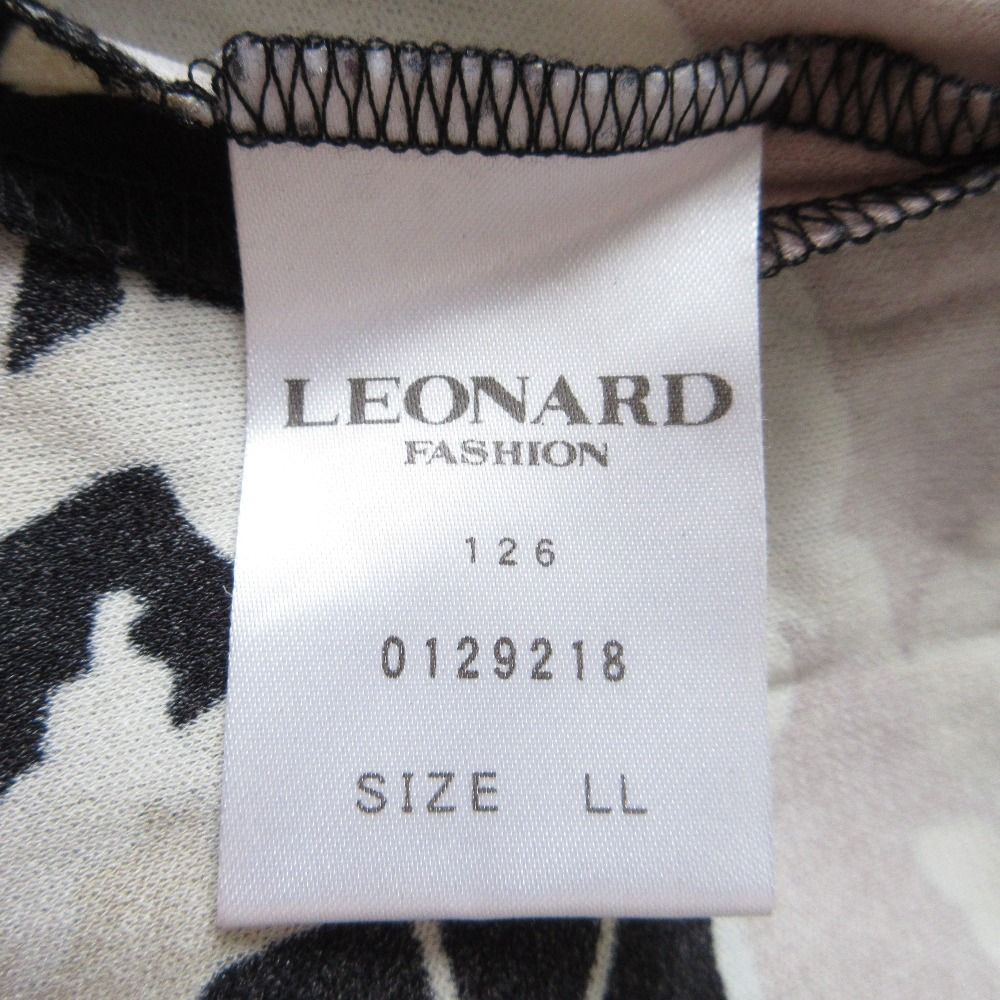 LEONARD
FASHION
126
0129218
SIZE LL